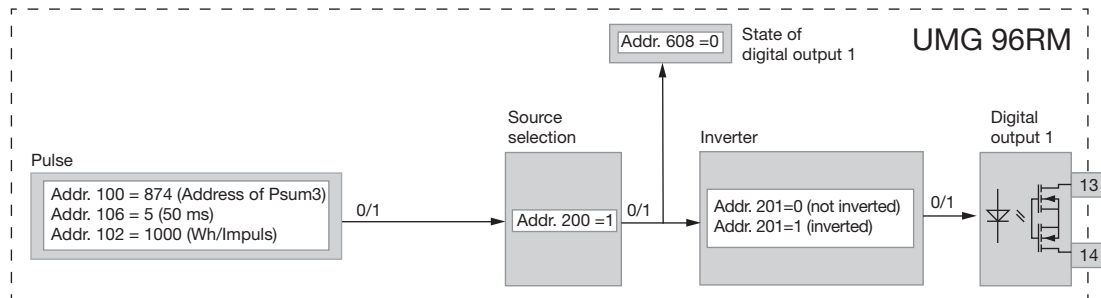 Addr. 608 =0
State of
digital output 1
UMG 96RM
Source
selection
Inverter
Digital
output 1
Pulse
Addr. 100 = 874 (Address of Psum3)
Addr. 106 = 5 (50 ms)
Addr. 102 = 1000 (Wh/Impuls)
0/1
Addr. 200 =1
0/1
Addr. 201=0 (not inverted)
Addr. 201=1 (inverted)
0/1
13
14